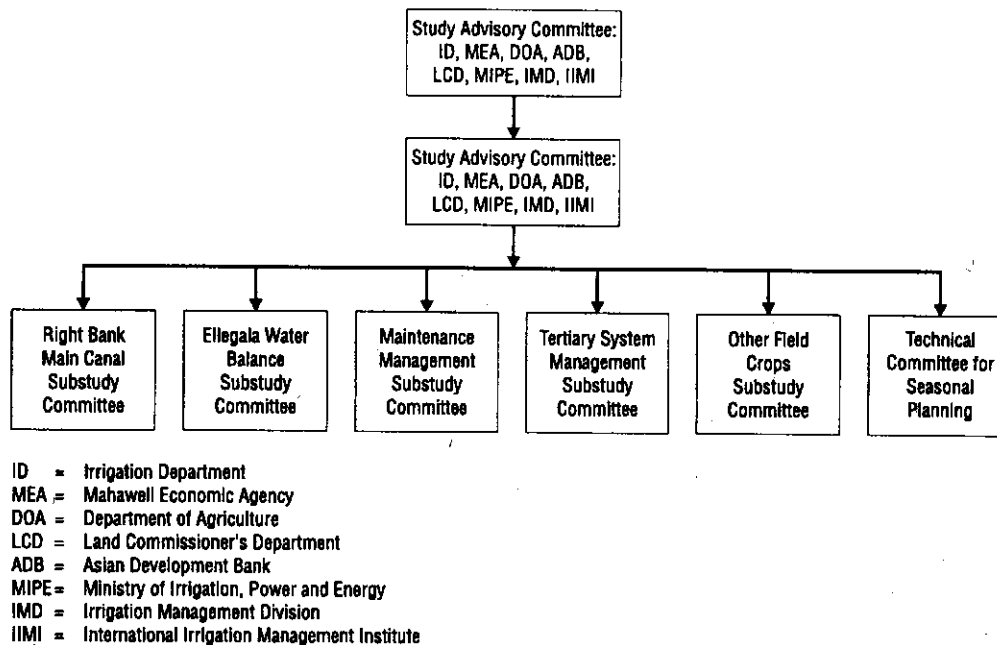 Study Advisory Committee:
ID, MEA, DOA, ADB,
LCD, MIPE, IMD, IIMI
Study Advisory Committee:
ID, MEA, DOA, ADB,
LCD, MIPE, IMD, IIMI
Right Bank
Main Canal
Substudy
Committee
Ellegala Water
Balance
Substudy
Committee
Maintenance
Management
Substudy
Committee
Tertiary System
Management
Substudy
Committee
Other Field
Crops
Substudy
Committee
Technical
Committee for
Seasonal
Planning
ID = Irrigation Department
MEA = Mahawell Economic Agency
DOA = Department of Agriculture
LCD = Land Commissioner's Department
ADB = Asian Development Bank
MIPE = Ministry of Irrigation, Power and Energy
IMD = Irrigation Management Division
IIMI = International Irrigation Management Institute